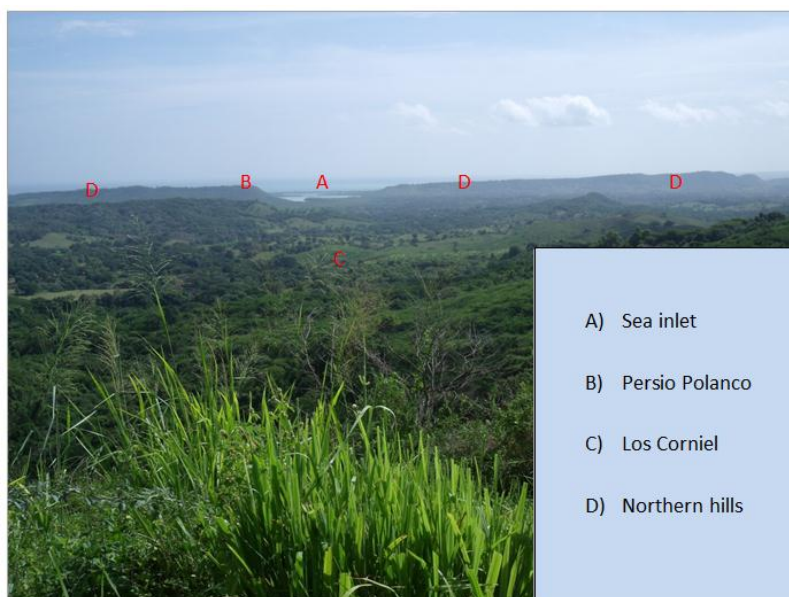 D B A D D
C
A) Sea inlet
B) Persio Polanco
C) Los Corniel
D) Northern hills